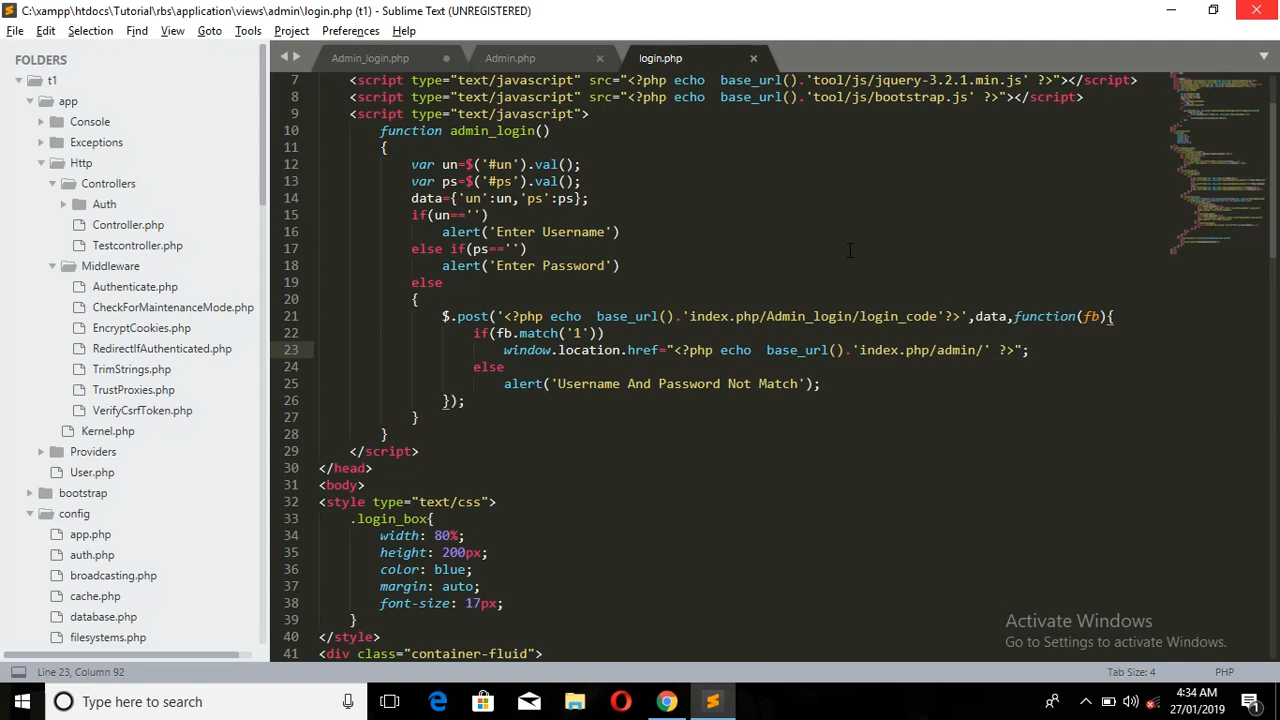 C:\xampp\htdocs\Tutorial\rbs\application\views\admin\login.php (t1) - Sublime Text (UNREGISTERED)
File Edit Selection Find View Goto Tools Project Preferences Help
FOLDERS
t1
app
Console
Exceptions
Http
Controllers
Auth
Controller.php
Testcontroller.php
Middleware
Authenticate.php
CheckForMaintenanceMode.php
EncryptCookies.php
RedirectIfAuthenticated.php
TrimStrings.php
TrustProxies.php
VerifyCsrfToken.php
Kernel.php
Providers
User.php
bootstrap
config
app.php
auth.php
broadcasting.php
cache.php
database.php
filesystems.php
Admin_login.php Admin.php login.php
7 <script type="text/javascript" src="<?php echo  base_url().'tool/js/jquery-3.2.1.min.js' ?>"></script>
8 <script type="text/javascript" src="<?php echo  base_url().'tool/js/bootstrap.js' ?>"></script>
9 <script type="text/javascript">
10 function admin_login()
11 {
12 var un=$('#un').val();
13 var ps=$('#ps').val();
14 data={'un':un,'ps':ps};
15 if(un=='')
16 alert('Enter Username')
17 else if(ps=='')
18 alert('Enter Password')
19 else
20 {
21 $.post('<?php echo  base_url().'index.php/Admin_login/login_code'?>',data,function(fb){
22 if(fb.match('1'))
23 window.location.href="<?php echo  base_url().'index.php/admin/' ?>";
24 else
25 alert('Username And Password Not Match');
26 });
27 }
28 }
29 </script>
30 </head>
31 <body>
32 <style type="text/css">
33 .login_box{
34 width: 80%;
35 height: 200px;
36 color: blue;
37 margin: auto;
38 font-size: 17px;
39 }
40 </style>
41 <div class="container-fluid">
Activate Windows
Go to Settings to activate Windows.
Line 23, Column 92 Tab Size: 4 PHP
Type here to search
4:34 AM
27/01/2019
1